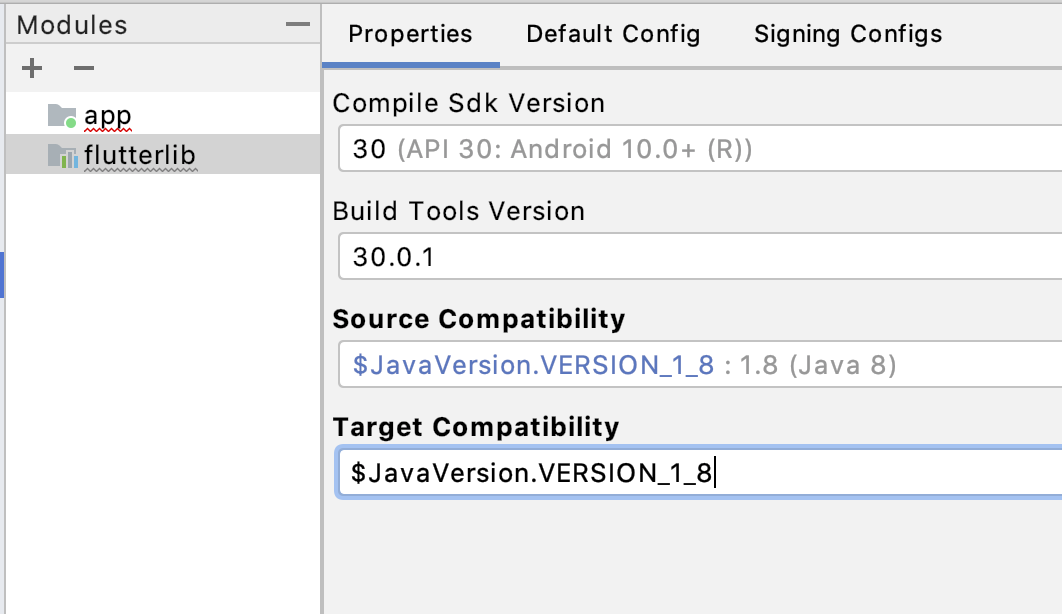 Modules
app
flutterlib
Properties Default Config Signing Configs
Compile Sdk Version
30 (API 30: Android 10.0+ (R))
Build Tools Version
30.0.1
Source Compatibility
$JavaVersion.VERSION_1_8 : 1.8 (Java 8)
Target Compatibility
$JavaVersion.VERSION_1_8